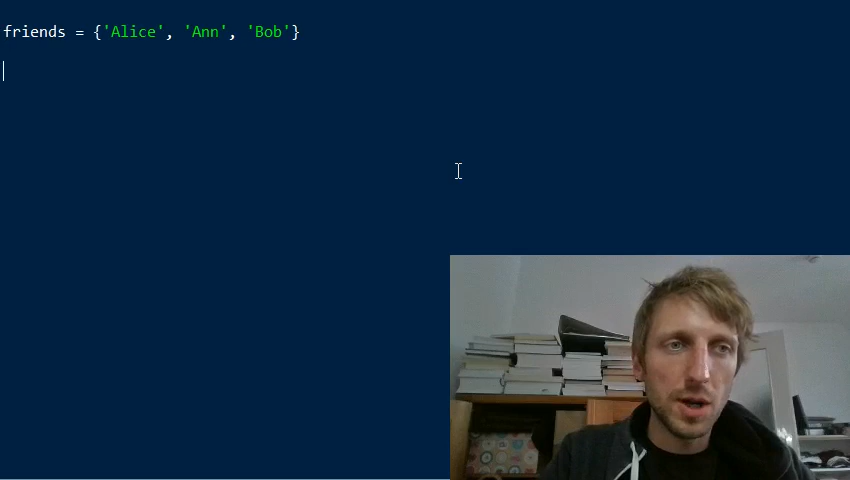 friends = {'Alice', 'Ann', 'Bob'}